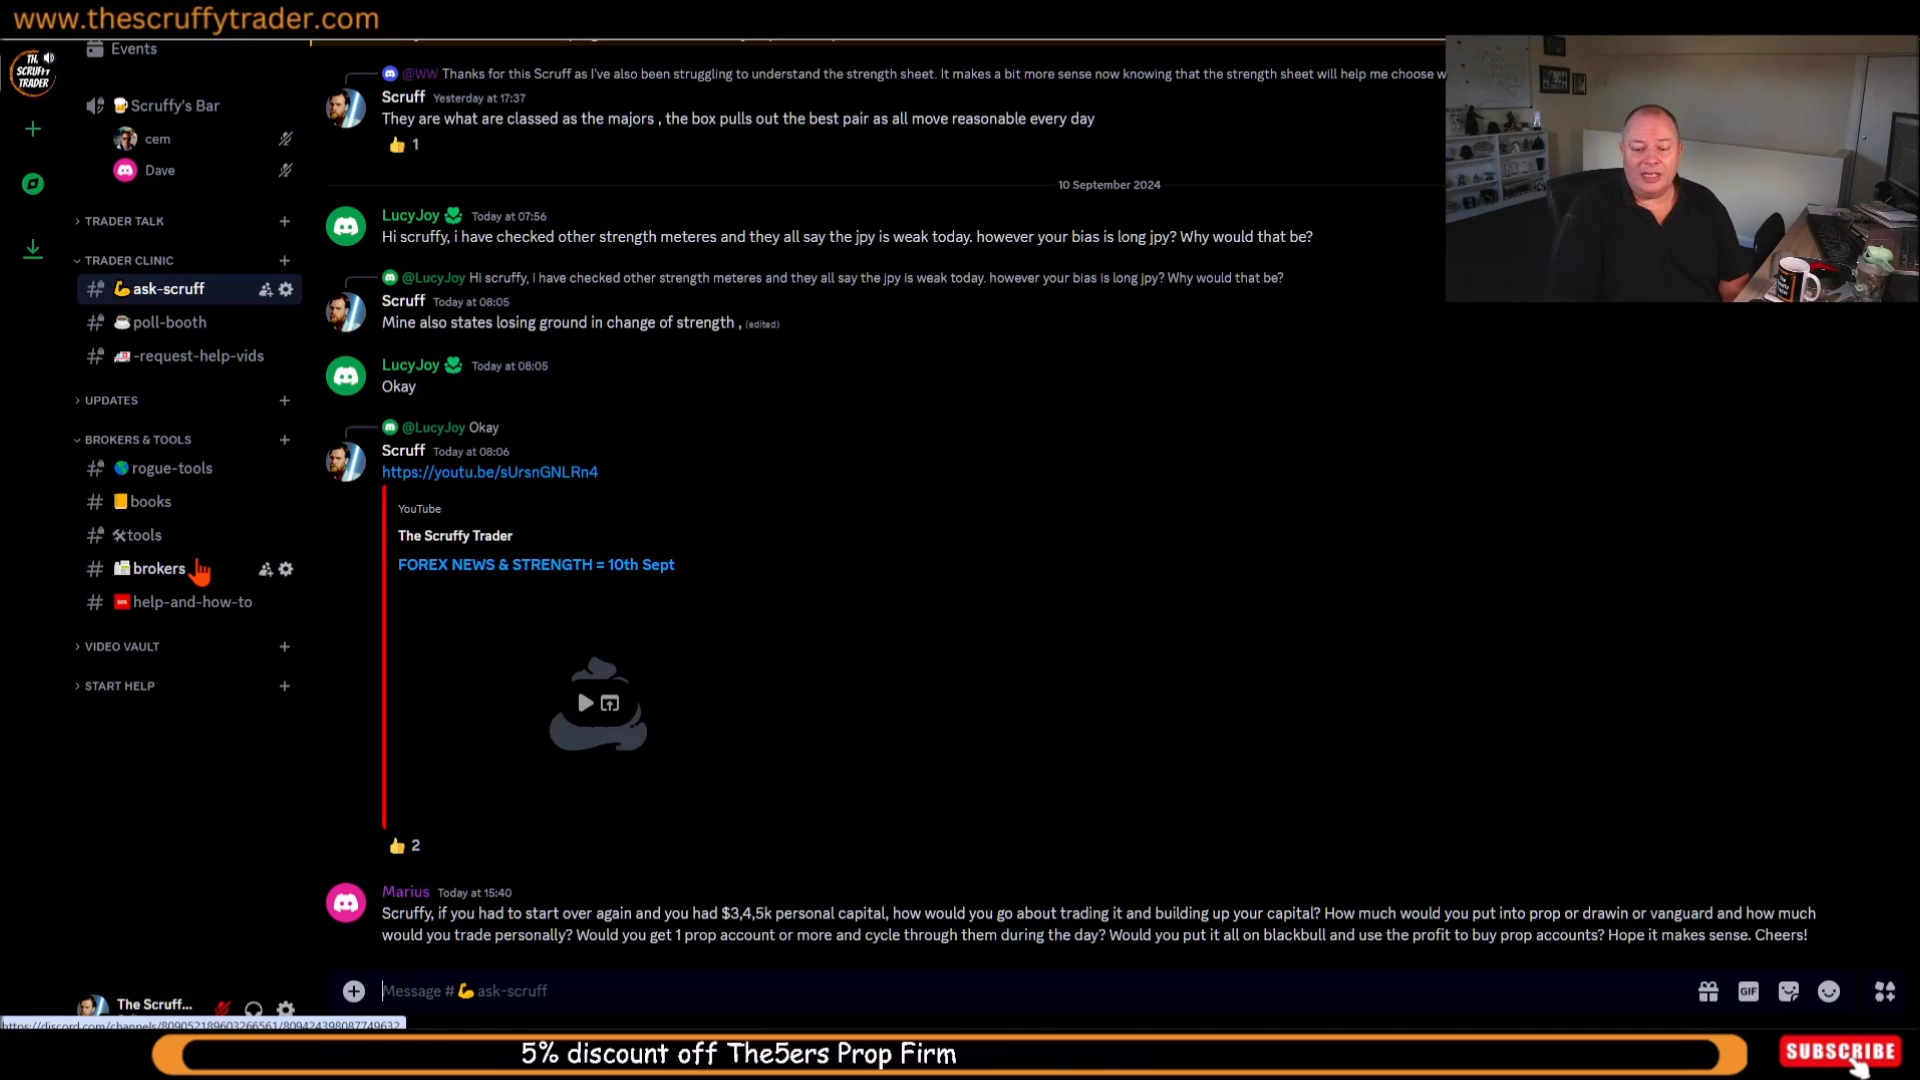 www.thescruffytrader.com
Events
TH. SCRUFFY TRADER
Scruffy's Bar
cem
Dave
TRADER TALK
TRADER CLINIC
ask-scruff
poll-booth
-request-help-vids
UPDATES
BROKERS & TOOLS
rogue-tools
books
tools
brokers
help-and-how-to
VIDEO VAULT
START HELP
The Scruff...
https://discord.com/channels/809052189603266561/809424398087749632
@WW Thanks for this Scruff as I've also been struggling to understand the strength sheet. It makes a bit more sense now knowing that the strength sheet will help me choose w
Scruff Yesterday at 17:37
They are what are classed as the majors , the box pulls out the best pair as all move reasonable every day
1
10 September 2024
LucyJoy Today at 07:56
Hi scruffy, i have checked other strength meteres and they all say the jpy is weak today. however your bias is long jpy? Why would that be?
@LucyJoy Hi scruffy, i have checked other strength meteres and they all say the jpy is weak today. however your bias is long jpy? Why would that be?
Scruff Today at 08:05
Mine also states losing ground in change of strength , (edited)
LucyJoy Today at 08:05
Okay
@LucyJoy Okay
Scruff Today at 08:06
https://youtu.be/sUrsnGNLRn4
YouTube
The Scruffy Trader
FOREX NEWS & STRENGTH = 10th Sept
2
Marius Today at 15:40
Scruffy, if you had to start over again and you had $3,4,5k personal capital, how would you go about trading it and building up your capital? How much would you put into prop or drawin or vanguard and how much
would you trade personally? Would you get 1 prop account or more and cycle through them during the day? Would you put it all on blackbull and use the profit to buy prop accounts? Hope it makes sense. Cheers!
Message # ask-scruff
GIF
5% discount off The5ers Prop Firm
SUBSCRIBE